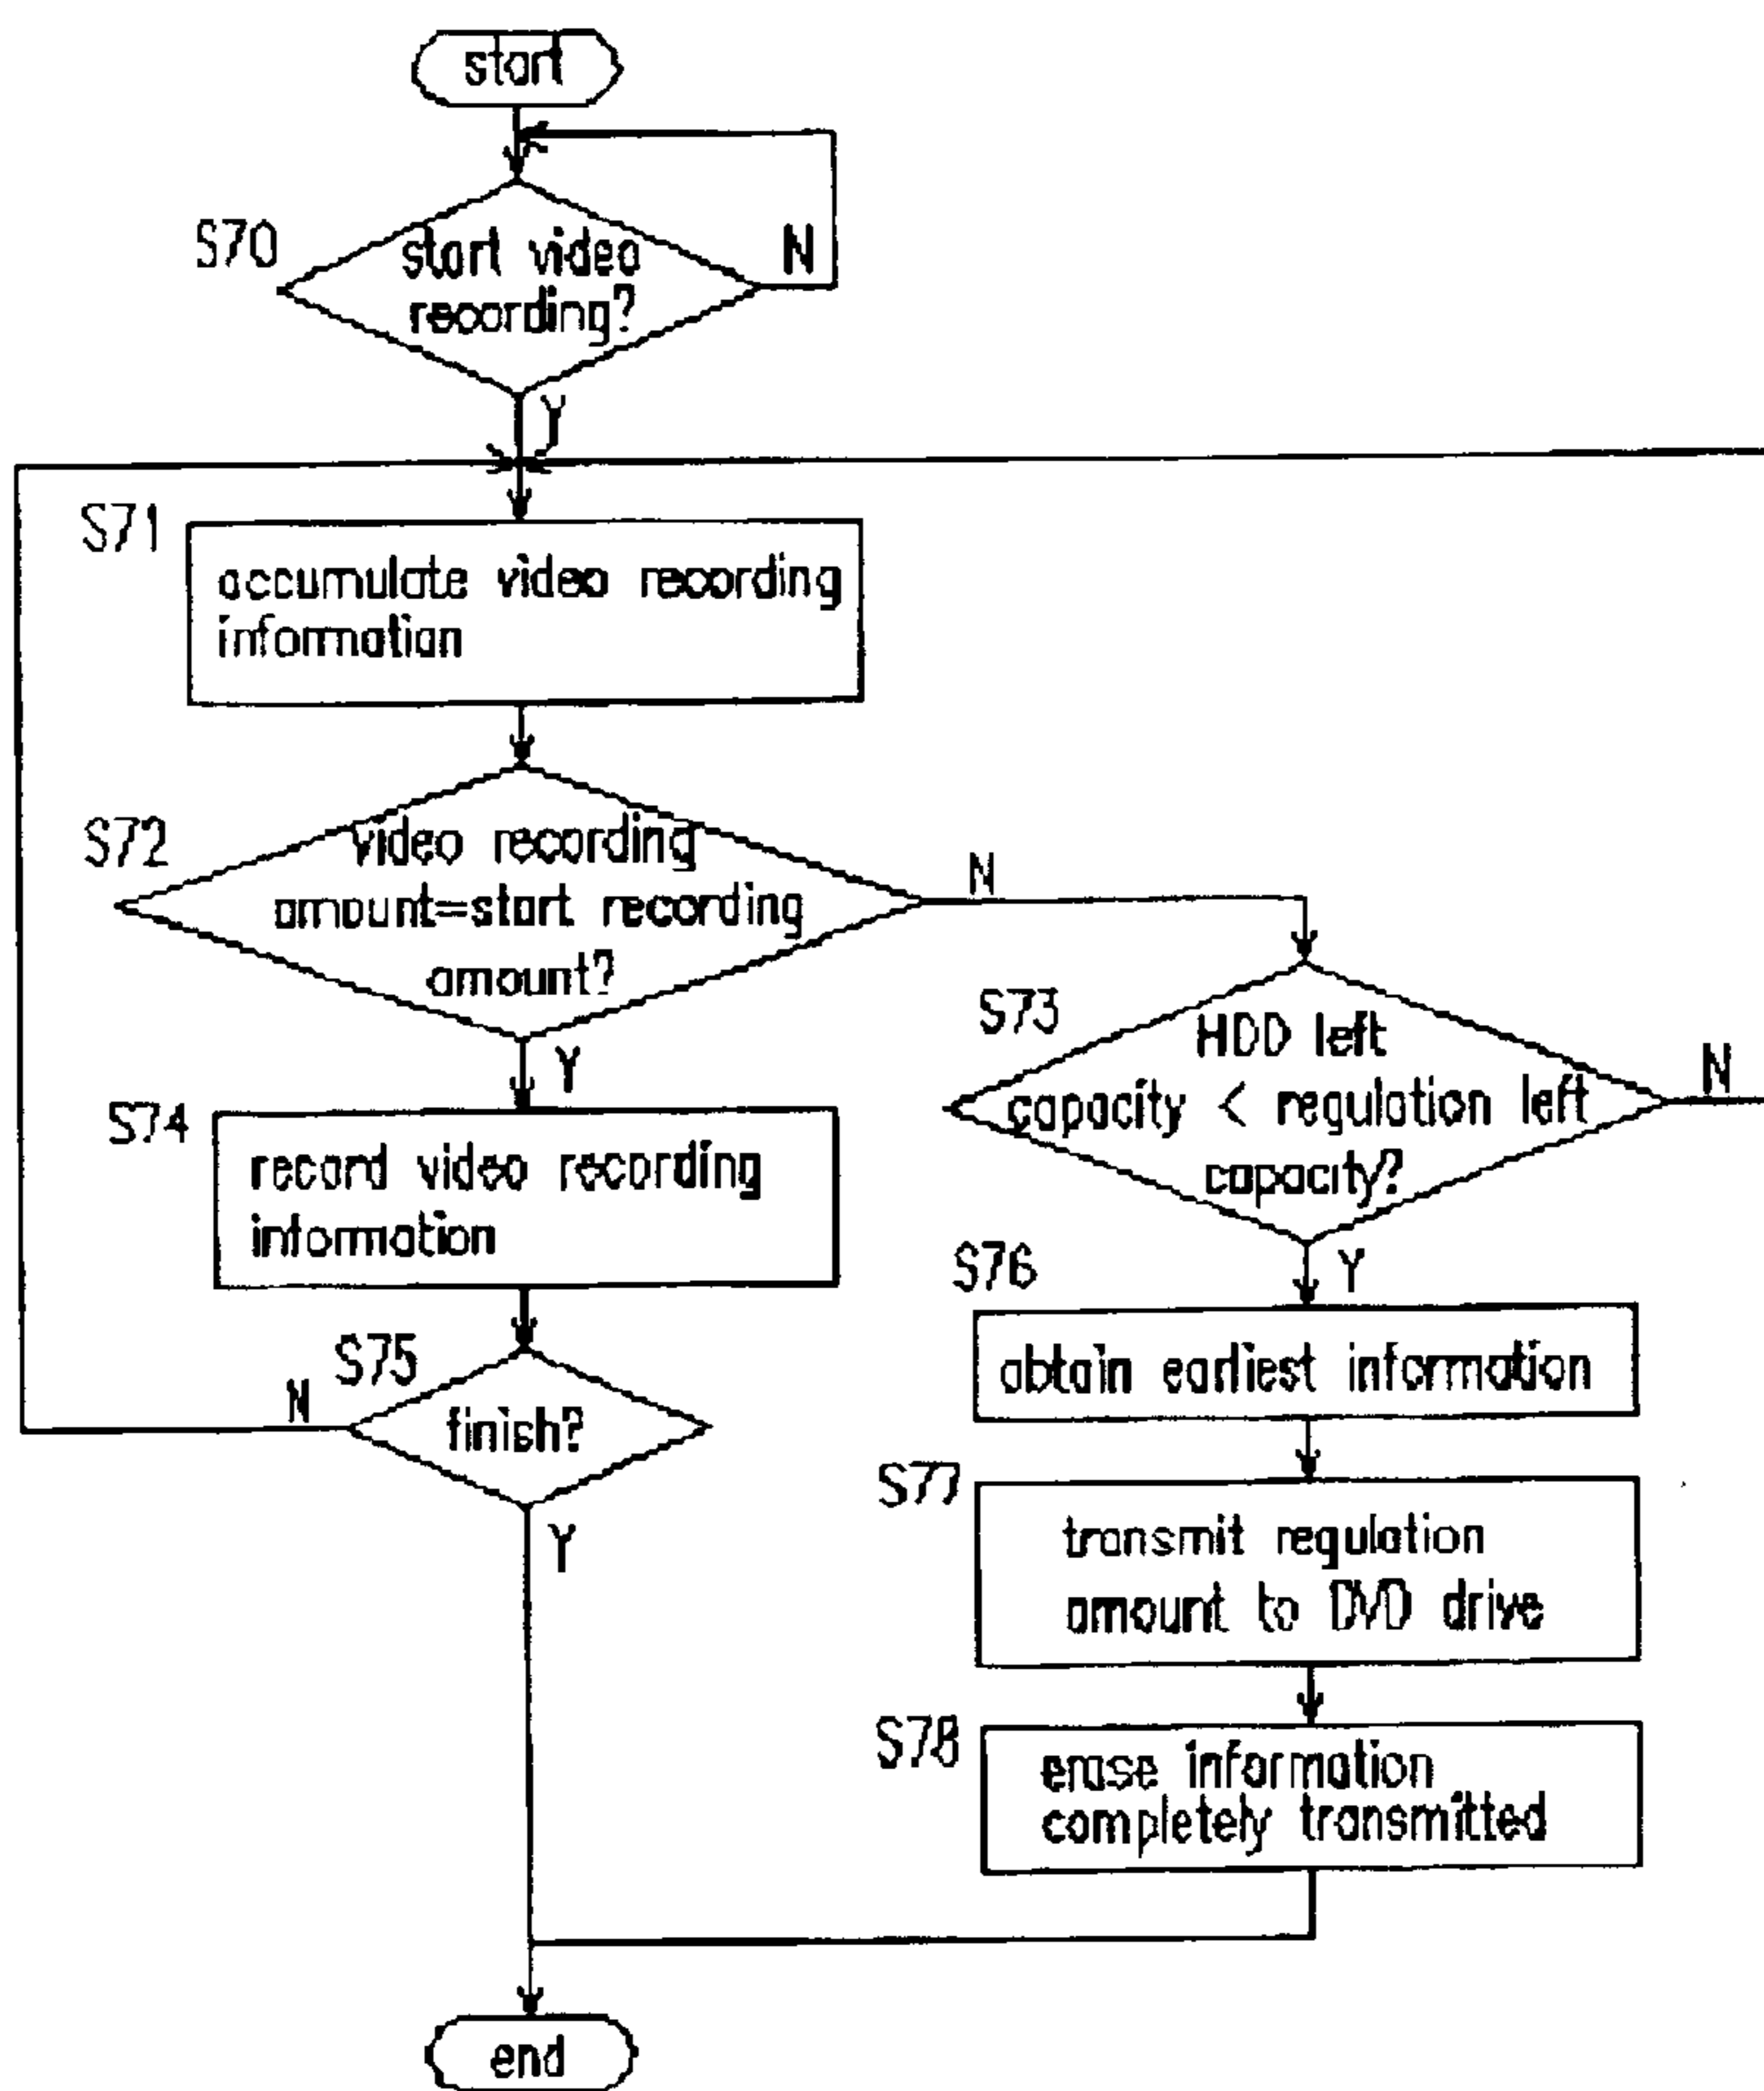 start
S70
start video
recording?
N
Y
S71
accumulate video recording
information
S72
video recording
amount=start recording
amount?
N
Y
S73
HDD left
capacity < regulation left
capacity?
N
Y
S74
record video recording
information
S75
finish?
N
Y
S76
obtain earliest information
S77
transmit regulation
amount to DVD drive
S78
erase information
completely transmitted
end